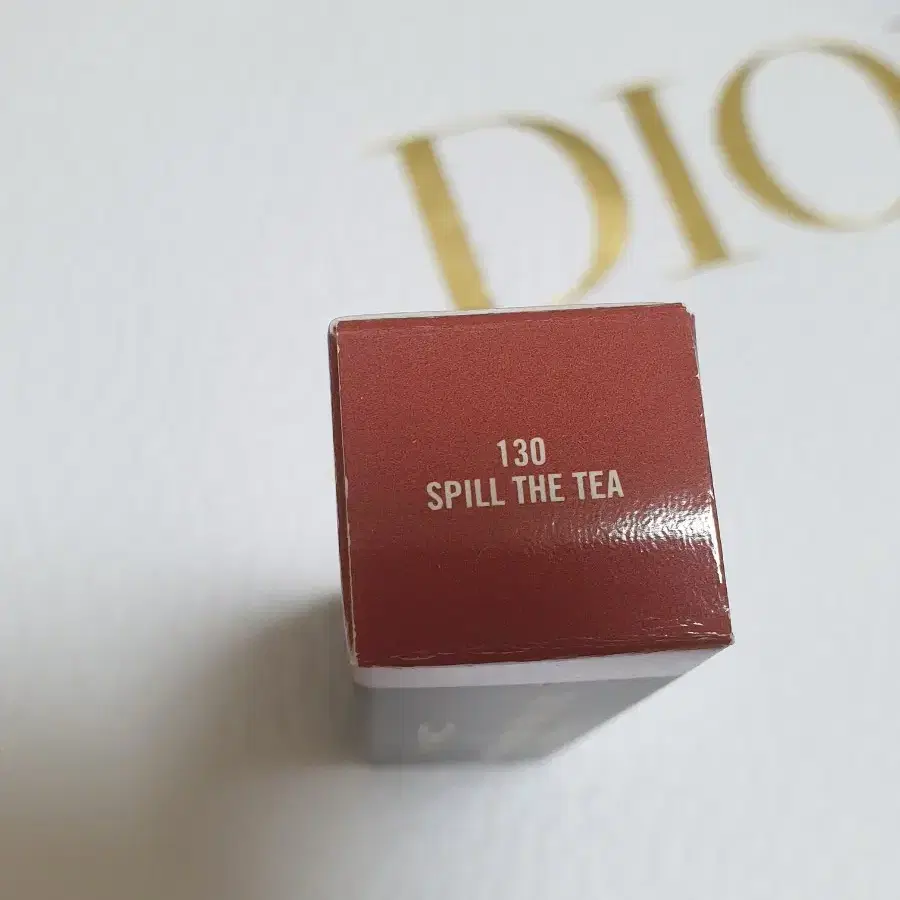 DIO
130
SPILL THE TEA